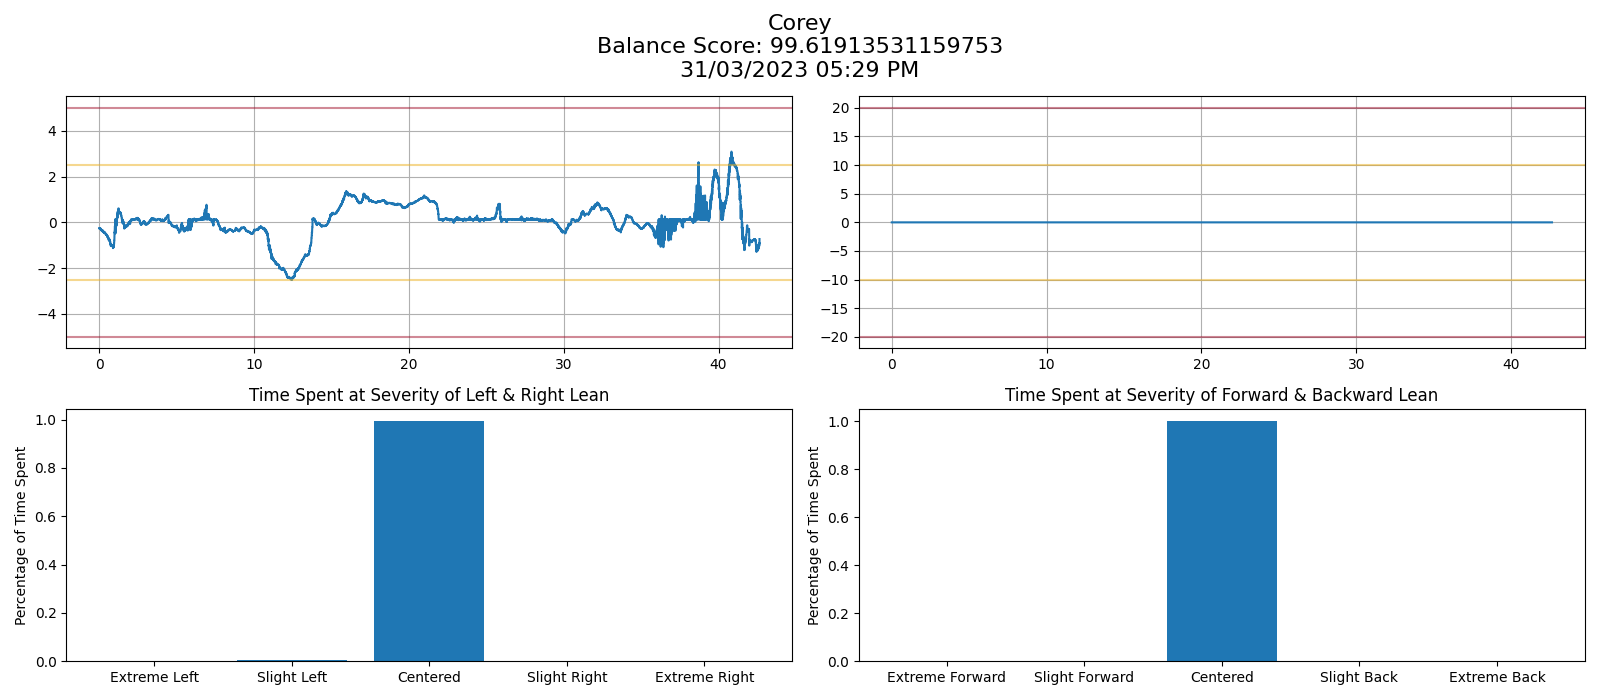 Corey
Balance Score: 99.61913531159753
31/03/2023 05:29 PM
4
2
0
−2
−4
0 10 20 30 40
20
15
10
5
0
−5
−10
−15
−20
0 10 20 30 40
Time Spent at Severity of Left & Right Lean
Percentage of Time Spent
1.0
0.8
0.6
0.4
0.2
0.0
Extreme Left Slight Left Centered Slight Right Extreme Right
Time Spent at Severity of Forward & Backward Lean
Percentage of Time Spent
1.0
0.8
0.6
0.4
0.2
0.0
Extreme Forward Slight Forward Centered Slight Back Extreme Back